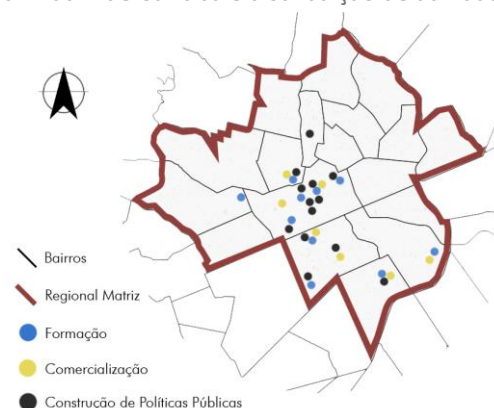 Bairros
Regional Matriz
Formação
Comercialização
Construção de Políticas Públicas